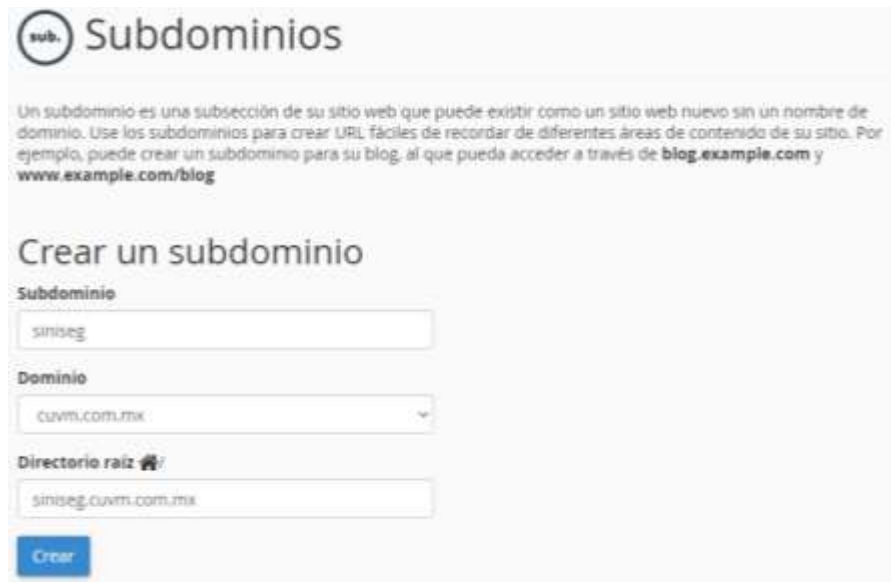 sub.
Subdominios
Un subdominio es una subsección de su sitio web que puede existir como un sitio web nuevo sin un nombre de
dominio. Use los subdominios para crear URL fáciles de recordar de diferentes áreas de contenido de su sitio. Por
ejemplo, puede crear un subdominio para su blog, al que pueda acceder a través de blog.example.com y
www.example.com/blog
Crear un subdominio
Subdominio
siniseg
Dominio
cuvm.com.mx
Directorio raíz /
siniseg.cuvm.com.mx
Crear